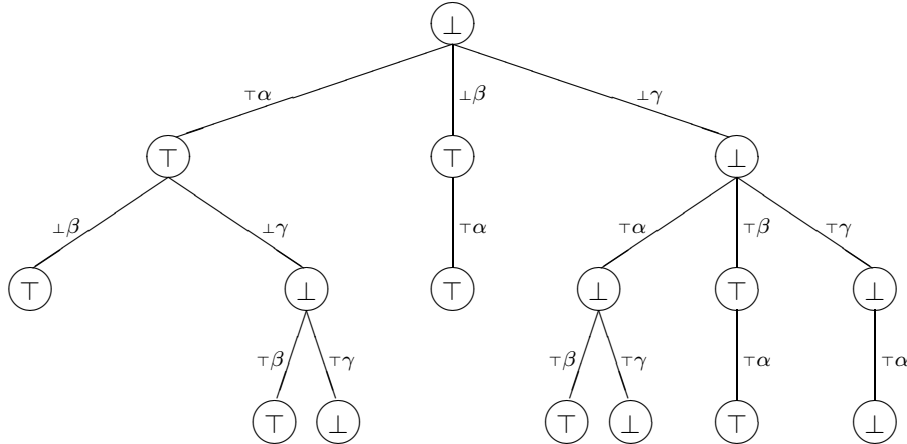 ⊥
⊤α ⊥β ⊥γ
⊤ ⊤ ⊥
⊥β ⊥γ ⊤α ⊤α ⊤β ⊤γ
⊤ ⊥ ⊤ ⊥ ⊤ ⊥
⊤β ⊤γ ⊤β ⊤γ ⊤α ⊤α
⊤ ⊥ ⊤ ⊥ ⊤ ⊥